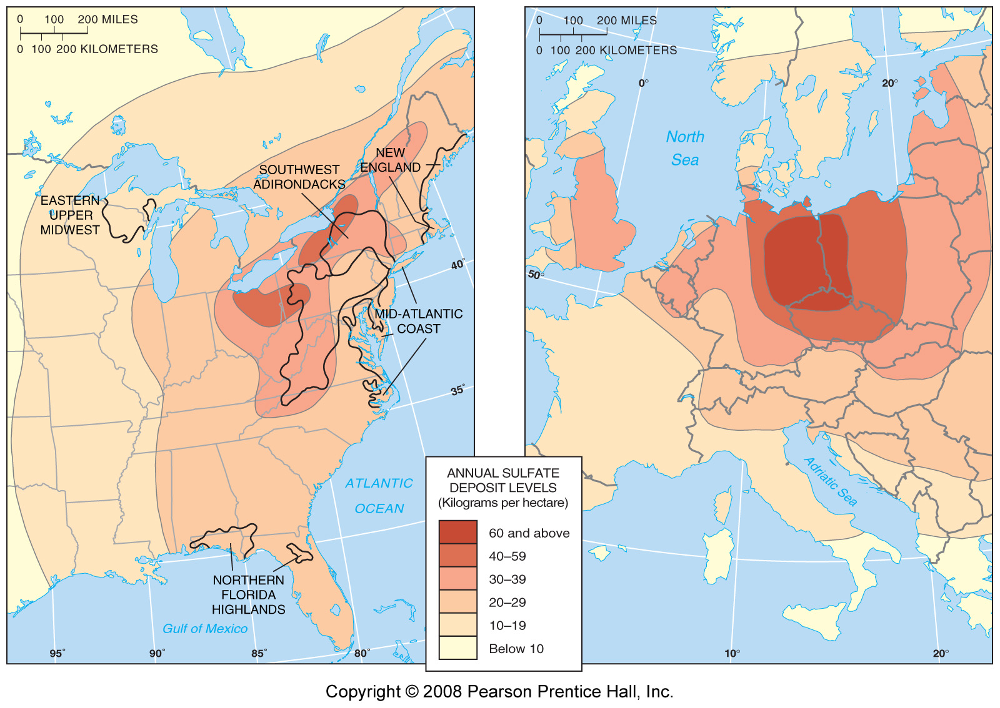 0 100 200 MILES
0 100 200 KILOMETERS
EASTERN
UPPER
MIDWEST
SOUTHWEST
ADIRONDACKS
NEW
ENGLAND
MID-ATLANTIC
COAST
40°
35°
ATLANTIC
OCEAN
NORTHERN
FLORIDA
HIGHLANDS
Gulf of Mexico
95°
90°
85°
80°
0 100 200 MILES
0 100 200 KILOMETERS
0°
20°
North
Sea
50°
Adriatic Sea
10°
20°
ANNUAL SULFATE
DEPOSIT LEVELS
(Kilograms per hectare)
60 and above
40–59
30–39
20–29
10–19
Below 10
Copyright © 2008 Pearson Prentice Hall, Inc.